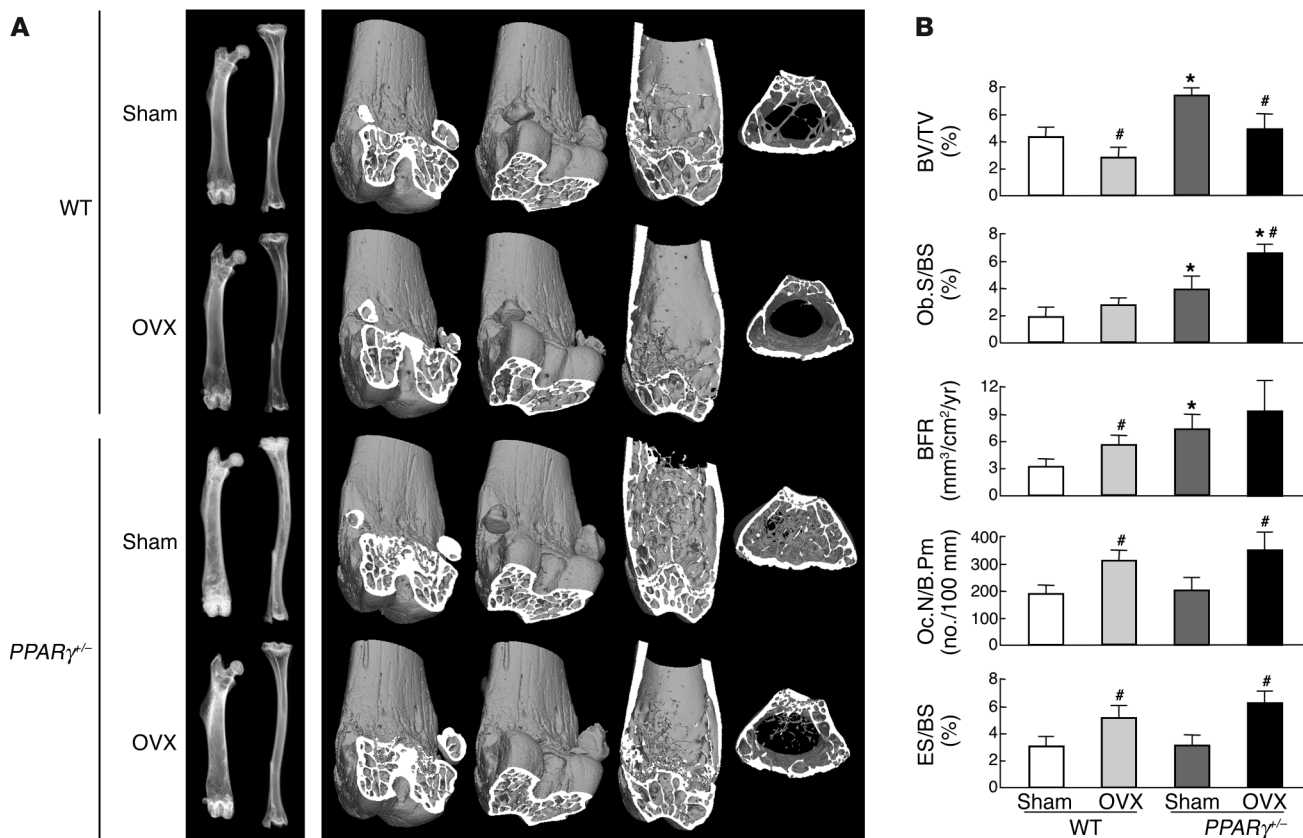 A
Sham
WT
OVX
Sham
PPARγ+/–
OVX
B
BV/TV
(%)
8
6
4
2
0
#
*
#
Ob.S/BS
(%)
8
6
4
2
0
*
* #
BFR
(mm³/cm²/yr)
12
9
6
3
0
#
*
Oc.N/B.Pm
(no./100 mm)
400
300
200
100
0
#
#
ES/BS
(%)
8
6
4
2
0
#
#
Sham OVX Sham OVX
WT PPARγ+/–